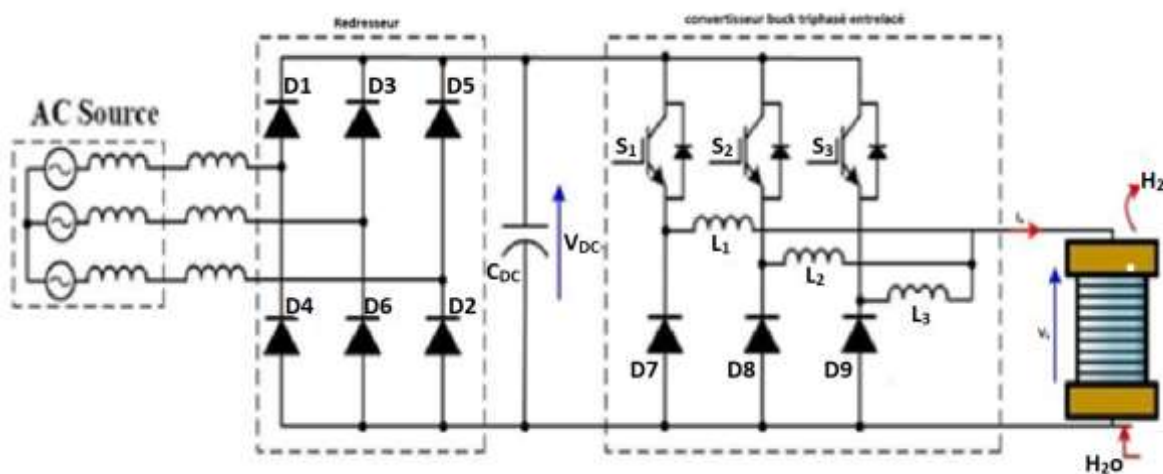 Redresseur
convertisseur buck triphasé entrelacé
AC Source
D1
D3
D5
S1
S2
S3
H2
L1
VDC
CDC
L2
L3
D4
D6
D2
D7
D8
D9
H2O